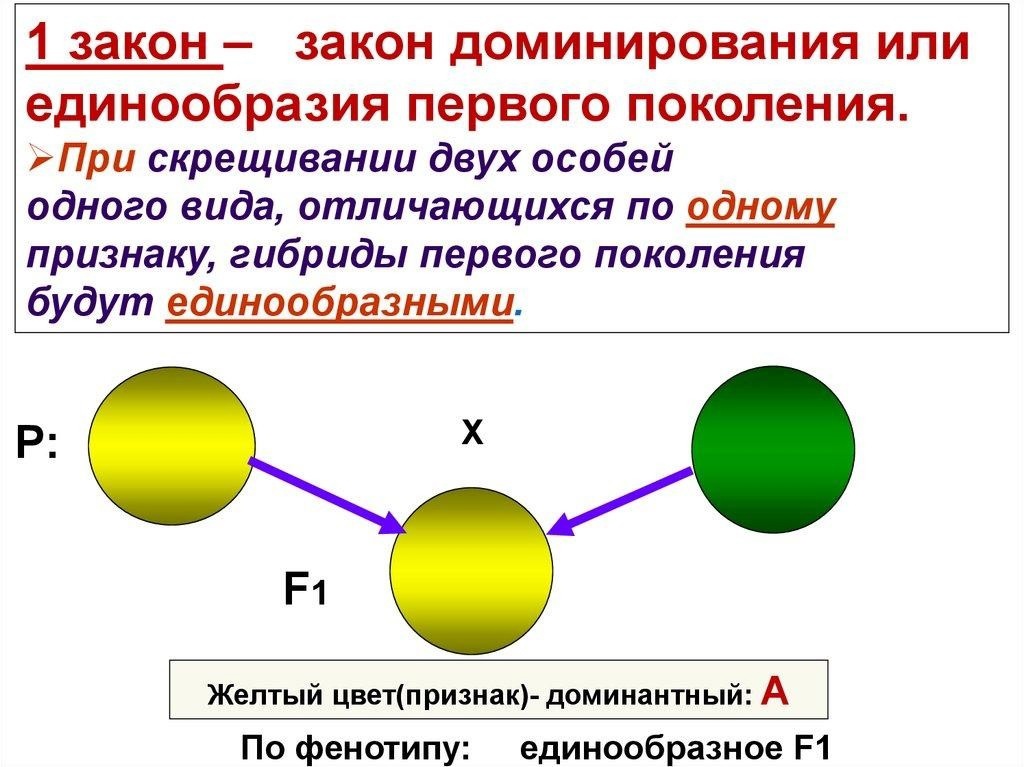 1 закон – закон доминирования или
единообразия первого поколения.
➢При скрещивании двух особей
одного вида, отличающихся по одному
признаку, гибриды первого поколения
будут единообразными.
Р:
х
F1
Желтый цвет(признак)- доминантный: А
По фенотипу: единообразное F1